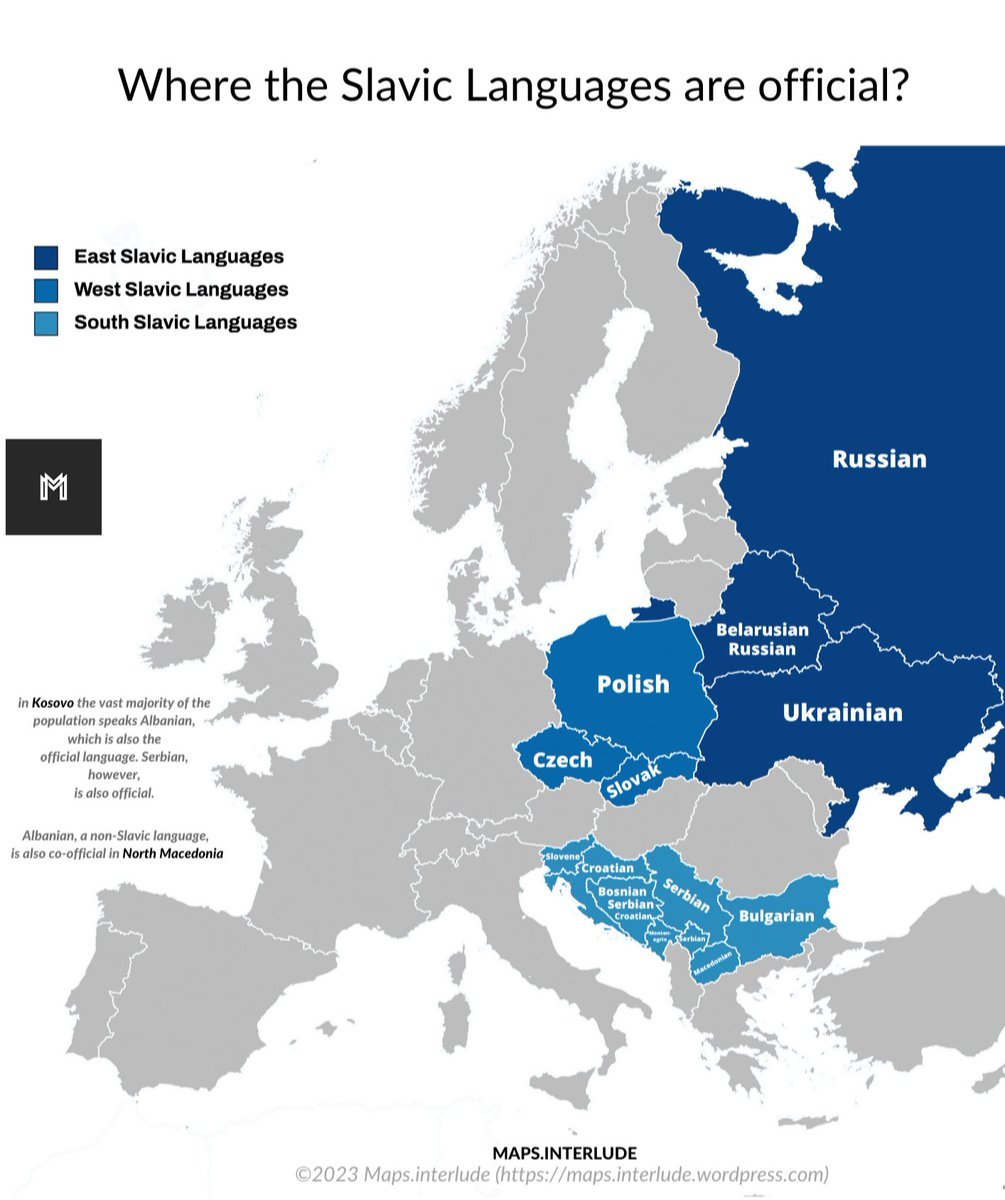 Where the Slavic Languages are official?
East Slavic Languages
West Slavic Languages
South Slavic Languages
M
Russian
Belarusian
Russian
Polish
Ukrainian
Czech
Slovak
in Kosovo the vast majority of the
population speaks Albanian,
which is also the
official language. Serbian,
however,
is also official.
Albanian, a non-Slavic language,
is also co-official in North Macedonia
Slovene
Croatian
Bosnian
Serbian
Croatian
Serbian
Bulgarian
Monten-
egrin
Serbian
Macedonian
MAPS.INTERLUDE
©2023 Maps.interlude (https://maps.interlude.wordpress.com)